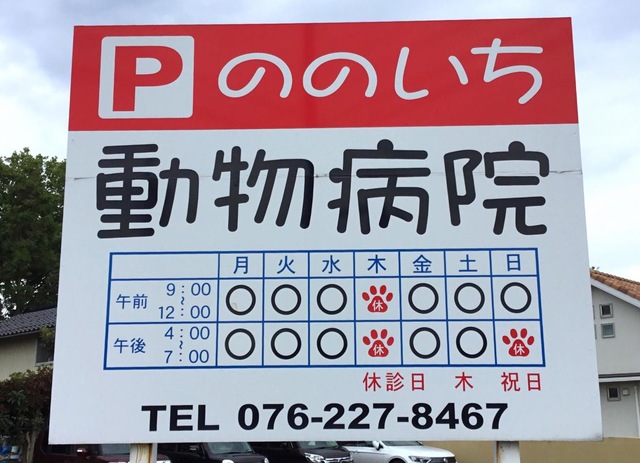 P ののいち
動物病院
月 火 水 木 金 土 日
午前 9:00~12:00 ○ ○ ○ 休 ○ ○ ○
午後 4:00~7:00 ○ ○ ○ 休 ○ ○ 休
休診日 木 祝日
TEL 076-227-8467